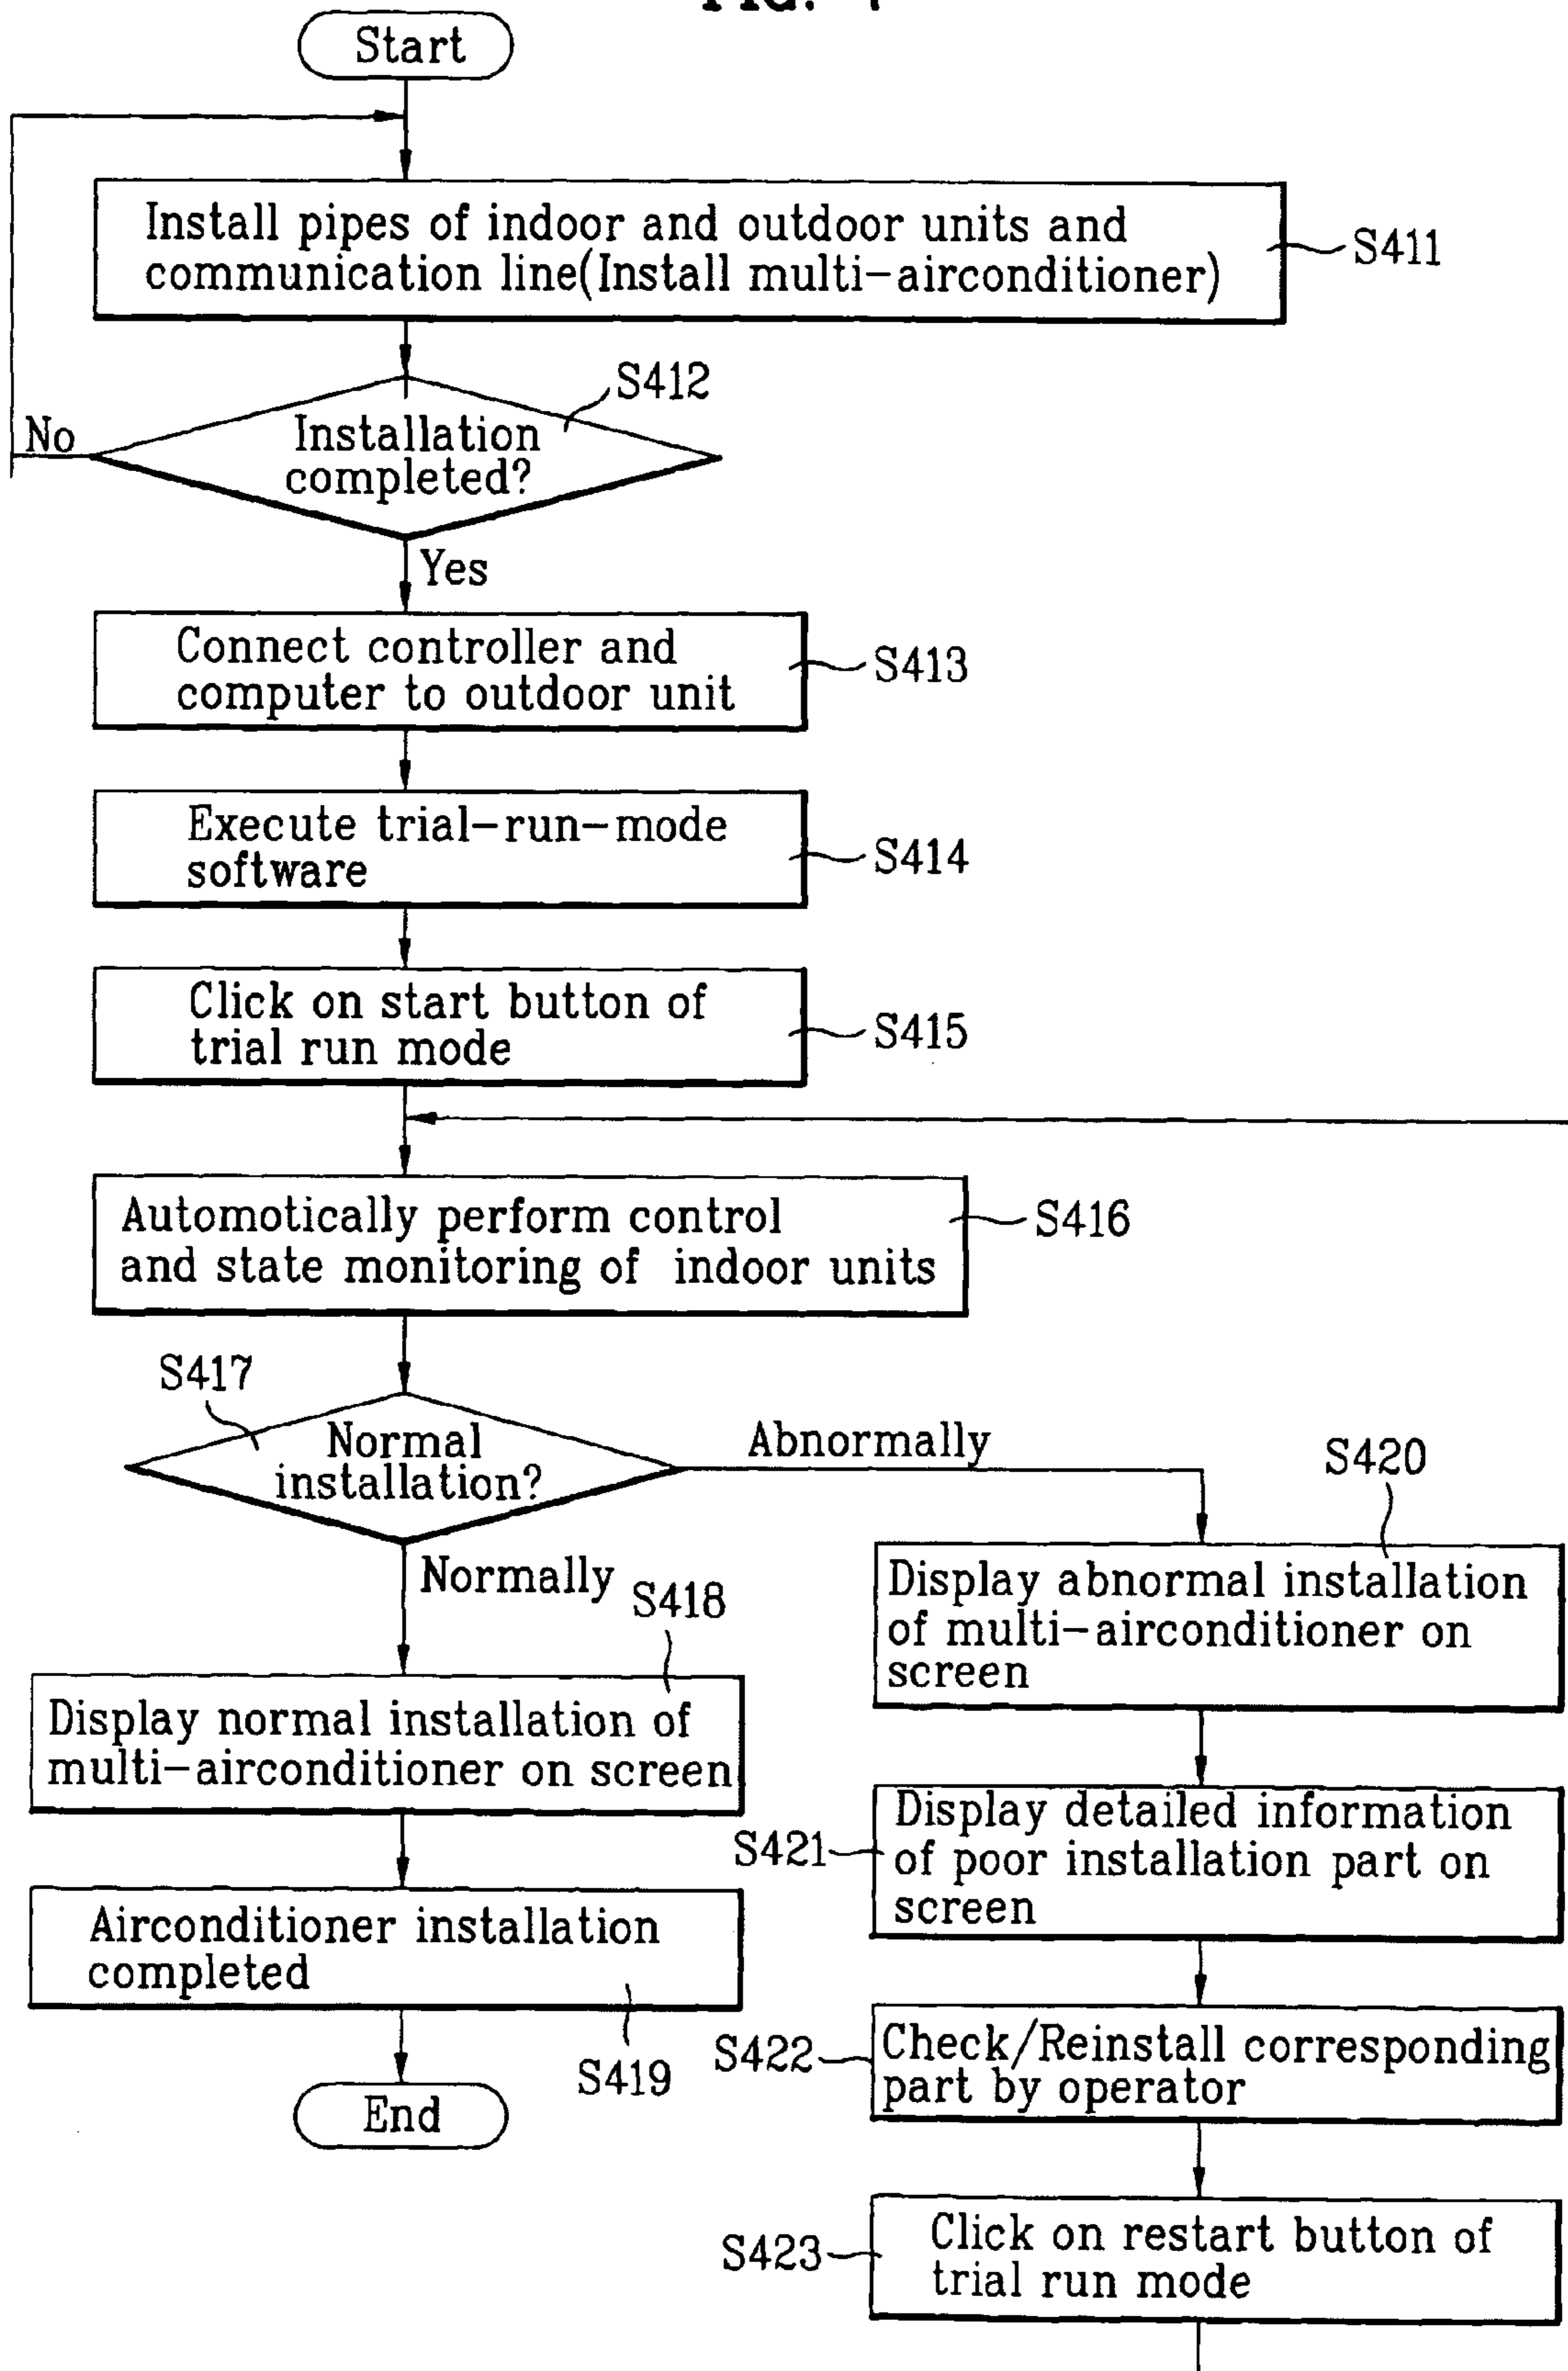 Start
Install pipes of indoor and outdoor units and
communication line(Install multi-airconditioner)
S411
S412
No
Installation
completed?
Yes
Connect controller and
computer to outdoor unit
S413
Execute trial-run-mode
software
S414
Click on start button of
trial run mode
S415
Automotically perform control
and state monitoring of indoor units
S416
S417
Normal
installation?
Abnormally
S420
Normally
S418
Display abnormal installation
of multi-airconditioner on
screen
Display normal installation of
multi-airconditioner on screen
S421
Display detailed information
of poor installation part on
screen
Airconditioner installation
completed
S419
S422
Check/Reinstall corresponding
part by operator
End
S423
Click on restart button of
trial run mode